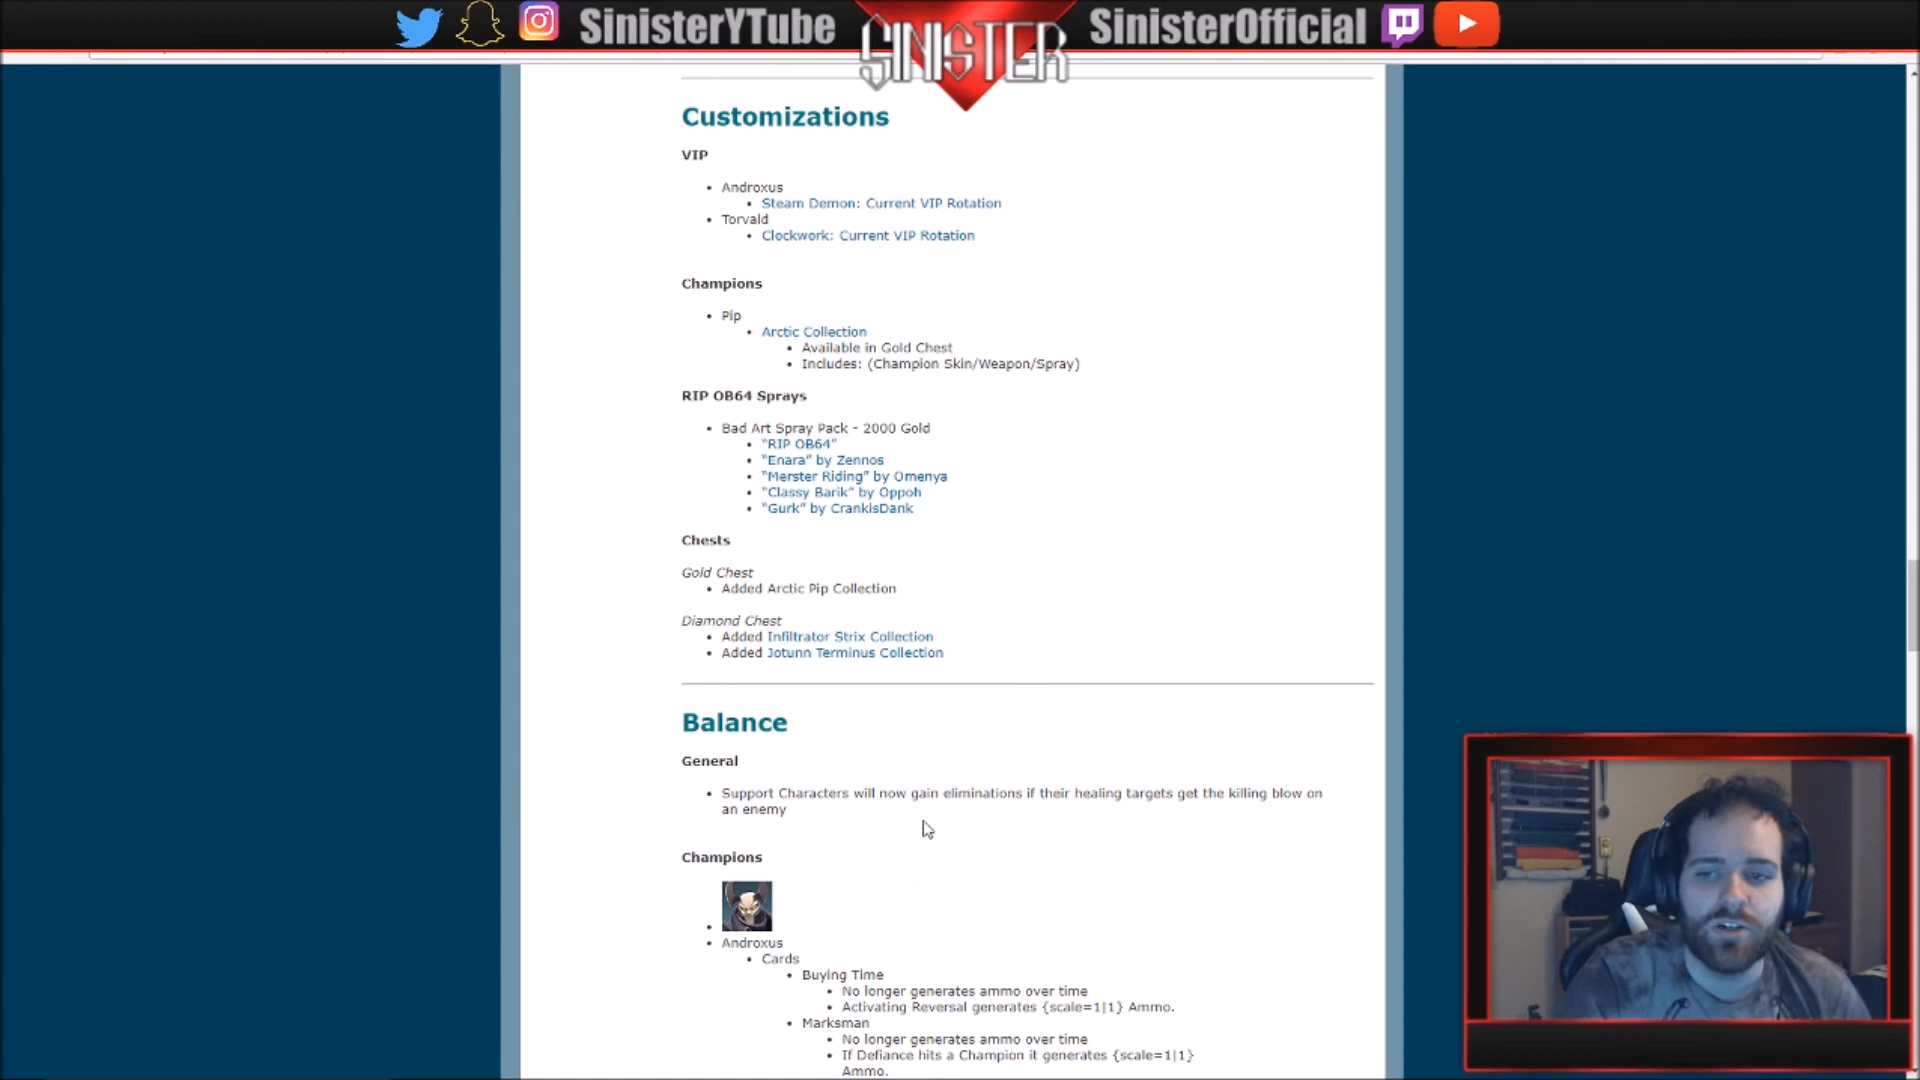 SinisterYTube
SINISTER
SinisterOfficial
Customizations
VIP
Androxus
Steam Demon: Current VIP Rotation
Torvald
Clockwork: Current VIP Rotation
Champions
Pip
Arctic Collection
Available in Gold Chest
Includes: (Champion Skin/Weapon/Spray)
RIP OB64 Sprays
Bad Art Spray Pack - 2000 Gold
"RIP OB64"
"Enara" by Zennos
"Merster Riding" by Omenya
"Classy Barik" by Oppoh
"Gurk" by CrankisDank
Chests
Gold Chest
Added Arctic Pip Collection
Diamond Chest
Added Infiltrator Strix Collection
Added Jotunn Terminus Collection
Balance
General
Support Characters will now gain eliminations if their healing targets get the killing blow on
an enemy
Champions
Androxus
Cards
Buying Time
No longer generates ammo over time
Activating Reversal generates {scale=1|1} Ammo.
Marksman
No longer generates ammo over time
If Defiance hits a Champion it generates {scale=1|1}
Ammo.